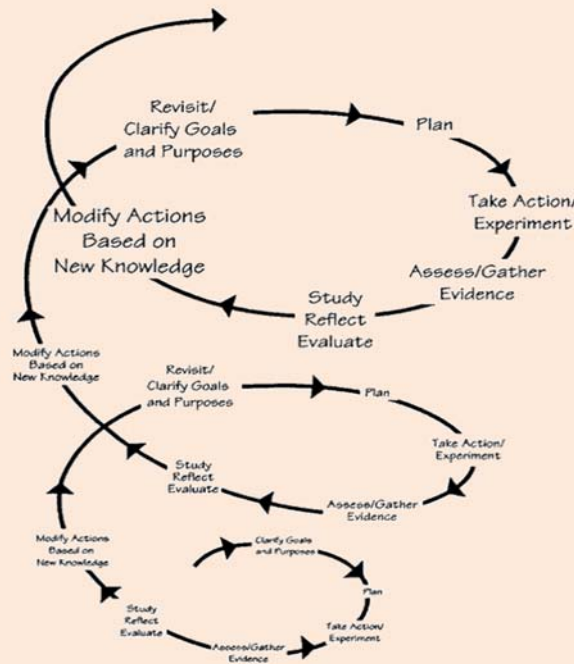 Revisit/
Clarify Goals
and Purposes
Plan
Take Action/
Experiment
Assess/Gather
Evidence
Study
Reflect
Evaluate
Modify Actions
Based on
New Knowledge
Revisit/
Clarify Goals
and Purposes
Plan
Take Action/
Experiment
Assess/Gather
Evidence
Study
Reflect
Evaluate
Modify Actions
Based on
New Knowledge
Clarify Goals
and Purposes
Plan
Take Action/
Experiment
Assess/Gather
Evidence
Study
Reflect
Evaluate
Modify Actions
Based on
New Knowledge